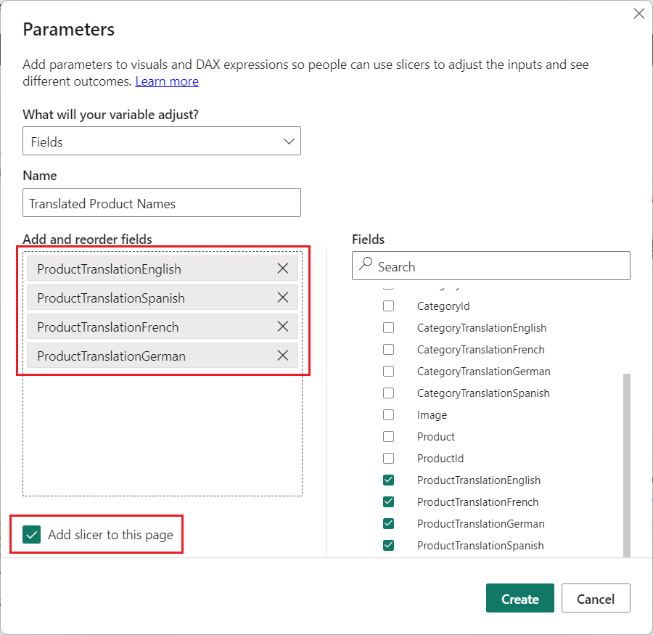 Parameters
Add parameters to visuals and DAX expressions so people can use slicers to adjust the inputs and see
different outcomes. Learn more
What will your variable adjust?
Fields
Name
Translated Product Names
Add and reorder fields
ProductTranslationEnglish
ProductTranslationSpanish
ProductTranslationFrench
ProductTranslationGerman
Add slicer to this page
Fields
Search
CategoryId
CategoryTranslationEnglish
CategoryTranslationFrench
CategoryTranslationGerman
CategoryTranslationSpanish
Image
Product
ProductId
ProductTranslationEnglish
ProductTranslationFrench
ProductTranslationGerman
ProductTranslationSpanish
Create
Cancel